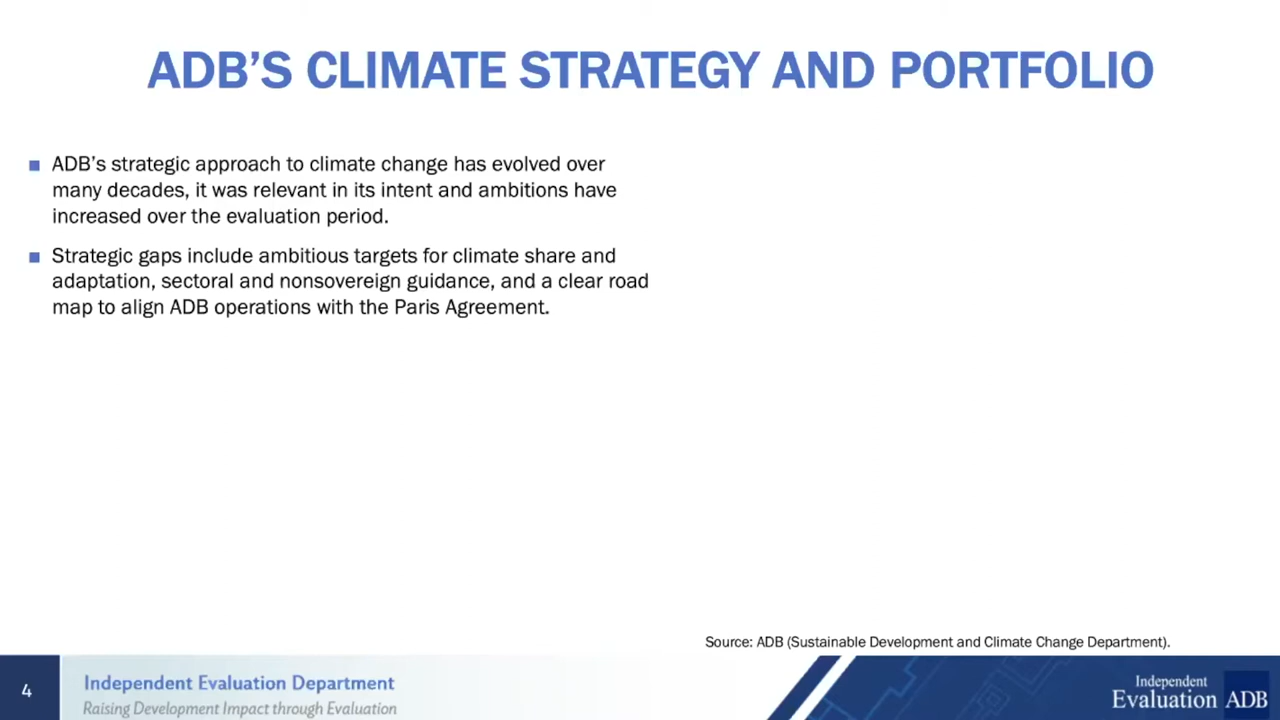 ADB’S CLIMATE STRATEGY AND PORTFOLIO
ADB’s strategic approach to climate change has evolved over
many decades, it was relevant in its intent and ambitions have
increased over the evaluation period.
Strategic gaps include ambitious targets for climate share and
adaptation, sectoral and nonsovereign guidance, and a clear road
map to align ADB operations with the Paris Agreement.
Source: ADB (Sustainable Development and Climate Change Department).
4
Independent Evaluation Department
Raising Development Impact through Evaluation
Independent
Evaluation ADB